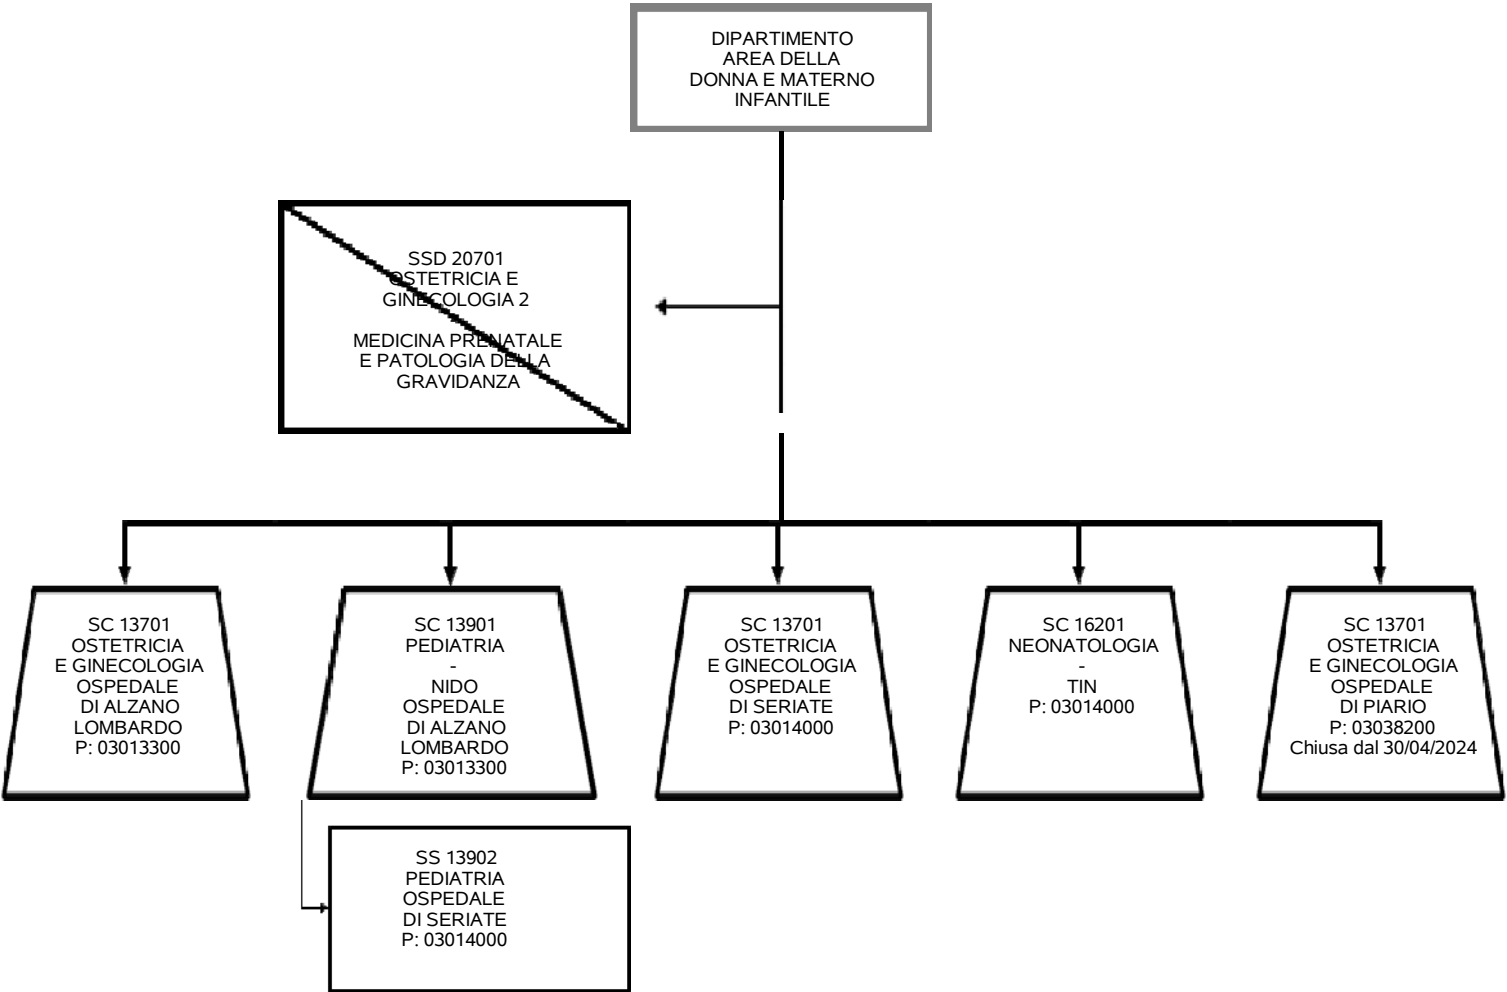 DIPARTIMENTO
AREA DELLA
DONNA E MATERNO
INFANTILE
SSD 20701
OSTETRICIA E
GINECOLOGIA 2
MEDICINA PRENATALE
E PATOLOGIA DELLA
GRAVIDANZA
SC 13701
OSTETRICIA
E GINECOLOGIA
OSPEDALE
DI ALZANO
LOMBARDO
P: 03013300
SC 13901
PEDIATRIA
-
NIDO
OSPEDALE
DI ALZANO
LOMBARDO
P: 03013300
SC 13701
OSTETRICIA
E GINECOLOGIA
OSPEDALE
DI SERIATE
P: 03014000
SC 16201
NEONATOLOGIA
-
TIN
P: 03014000
SC 13701
OSTETRICIA
E GINECOLOGIA
OSPEDALE
DI PIARIO
P: 03038200
Chiusa dal 30/04/2024
SS 13902
PEDIATRIA
OSPEDALE
DI SERIATE
P: 03014000